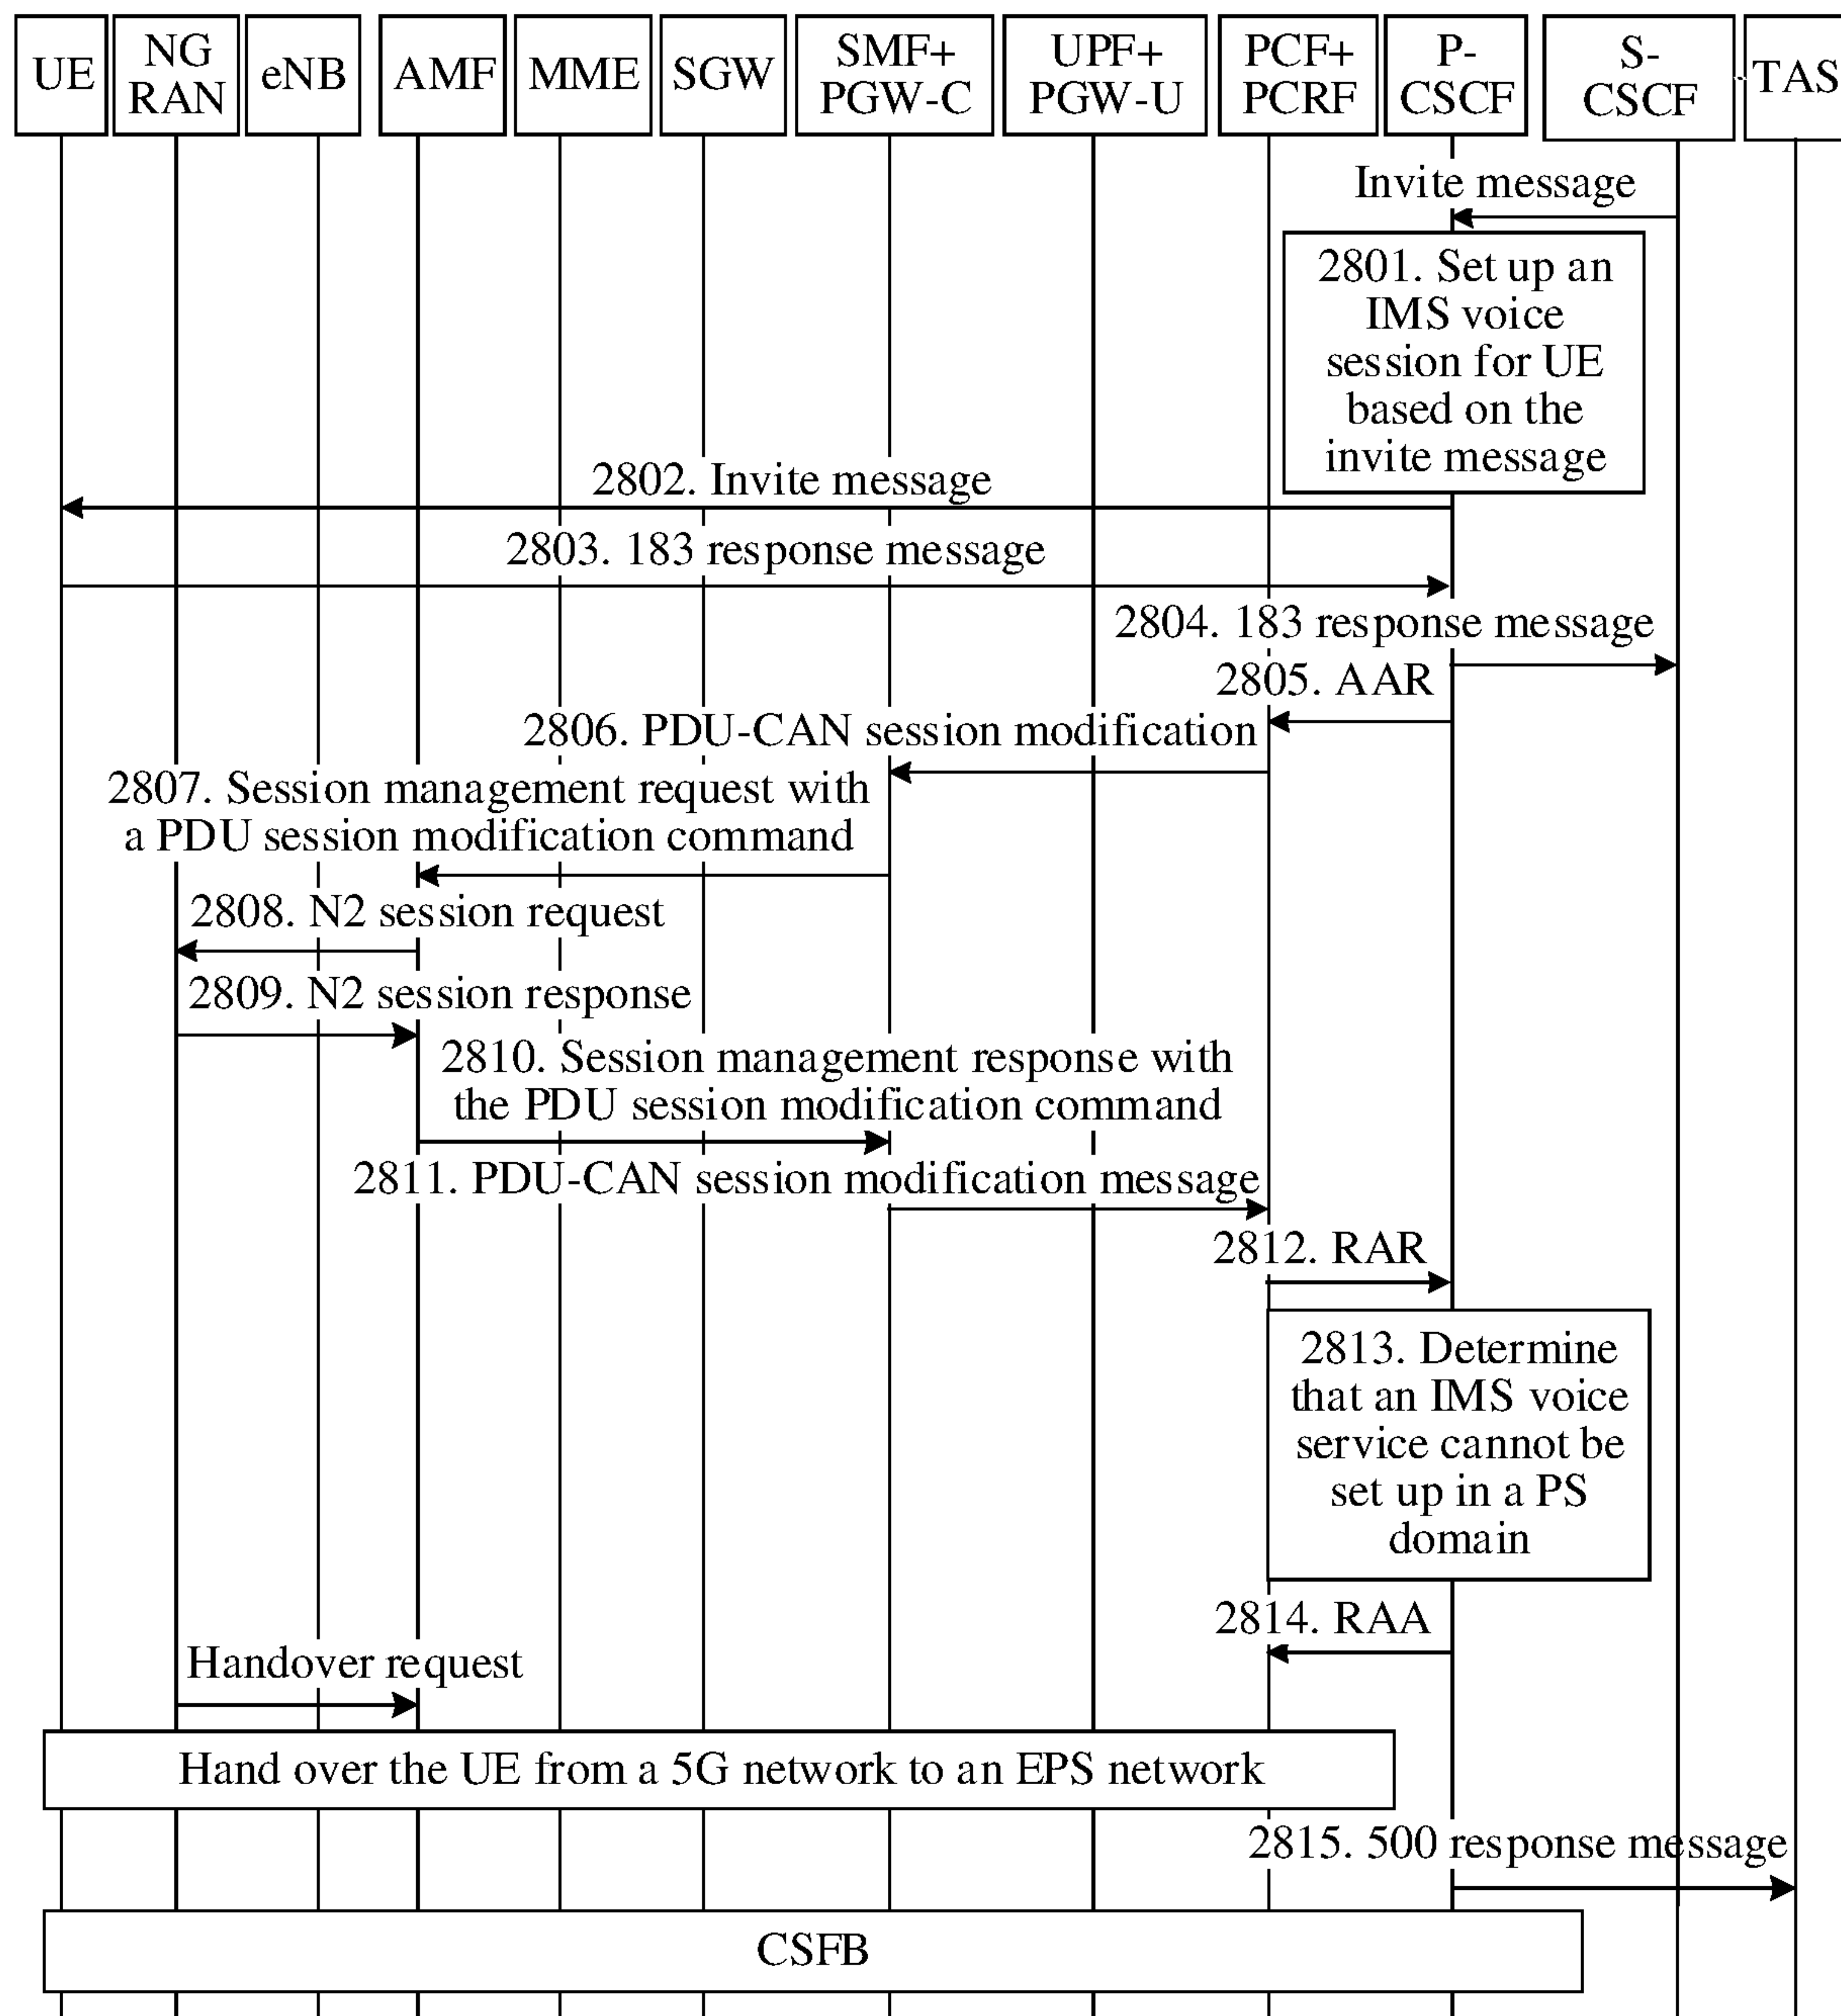 UE
NG
RAN
eNB
AMF
MME
SGW
SMF+
PGW-C
UPF+
PGW-U
PCF+
PCRF
P-
CSCF
S-
CSCF
TAS
Invite message
2801. Set up an
IMS voice
session for UE
based on the
invite message
2802. Invite message
2803. 183 response message
2804. 183 response message
2805. AAR
2806. PDU-CAN session modification
2807. Session management request with
a PDU session modification command
2808. N2 session request
2809. N2 session response
2810. Session management response with
the PDU session modification command
2811. PDU-CAN session modification message
2812. RAR
2813. Determine
that an IMS voice
service cannot be
set up in a PS
domain
2814. RAA
Handover request
Hand over the UE from a 5G network to an EPS network
2815. 500 response message
CSFB